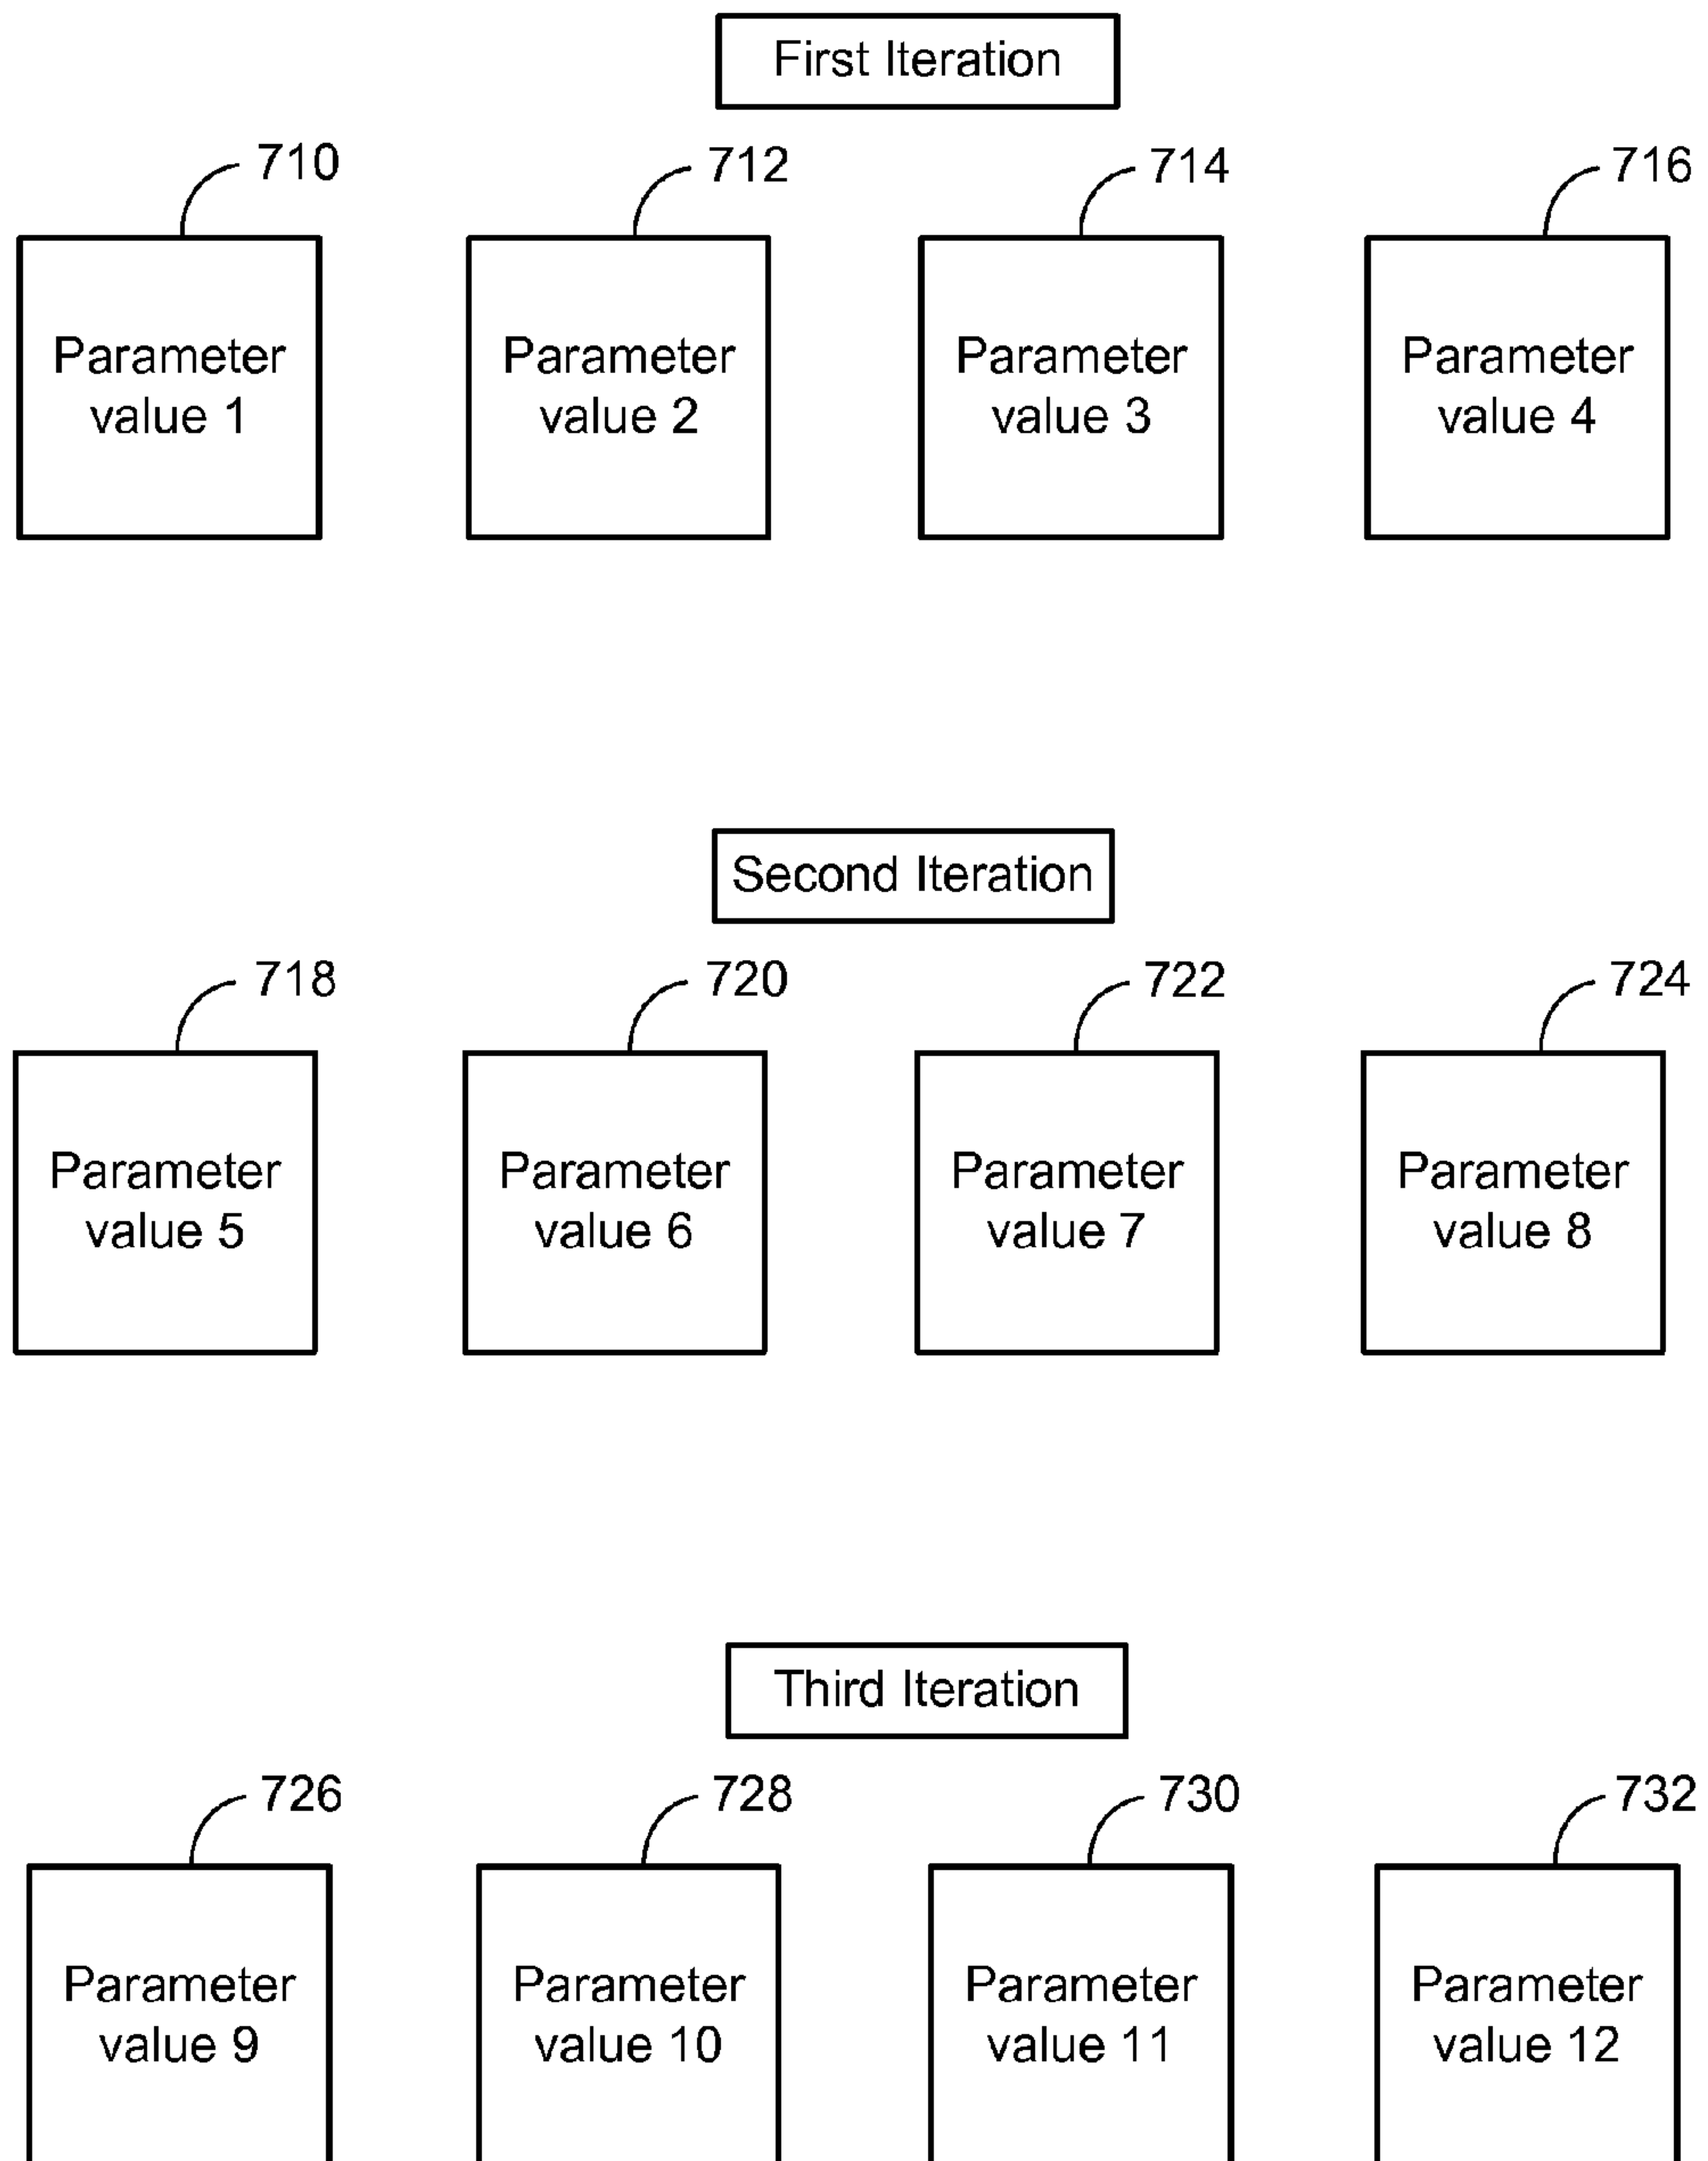 First Iteration
710
712
714
716
Parameter
value 1
Parameter
value 2
Parameter
value 3
Parameter
value 4
Second Iteration
718
720
722
724
Parameter
value 5
Parameter
value 6
Parameter
value 7
Parameter
value 8
Third Iteration
726
728
730
732
Parameter
value 9
Parameter
value 10
Parameter
value 11
Parameter
value 12